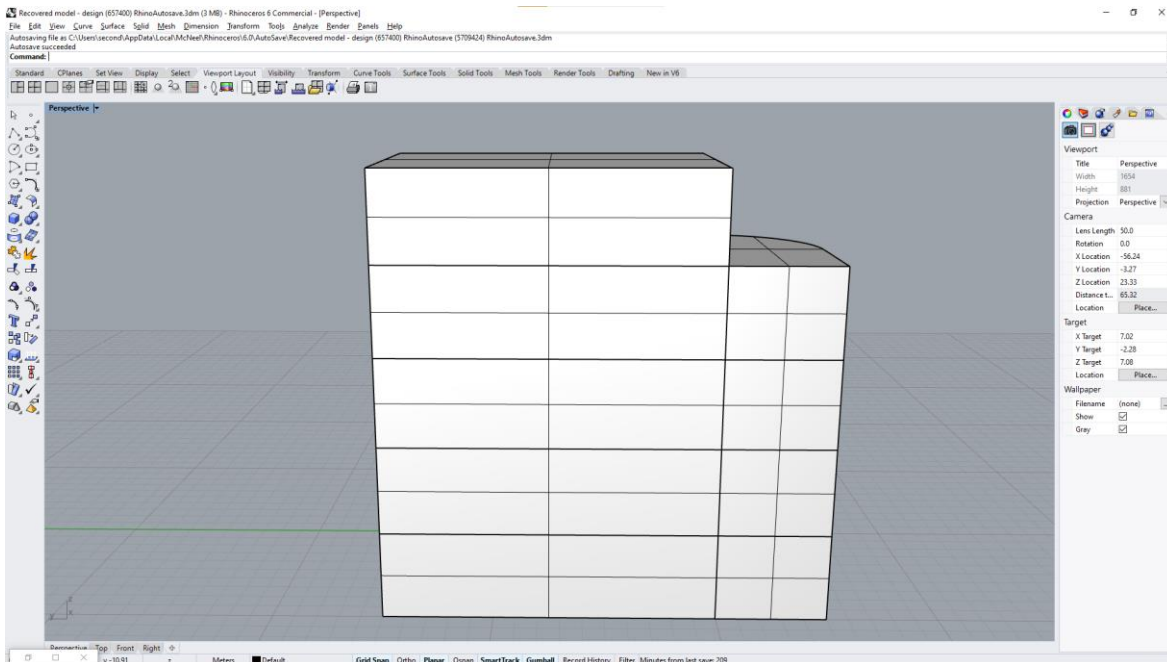 Recovered model - design (657400) RhinoAutosave.3dm (3 MB) - Rhinoceros 6 Commercial - [Perspective]
File Edit View Curve Surface Solid Mesh Dimension Transform Tools Analyze Render Panels Help
Autosaving file as C:\Users\second\AppData\Local\McNeel\Rhinoceros\6.0\AutoSave\Recovered model - design (657400) RhinoAutosave (5709424) RhinoAutosave.3dm
Autosave succeeded
Command:
Standard CPlanes Set View Display Select Viewport Layout Visibility Transform Curve Tools Surface Tools Solid Tools Mesh Tools Render Tools Drafting New in V6
Perspective
Viewport
Title Perspective
Width 1654
Height 881
Projection Perspective
Camera
Lens Length 50.0
Rotation 0.0
X Location -56.24
Y Location -3.27
Z Location 23.33
Distance t... 65.32
Location Place...
Target
X Target 7.02
Y Target -2.28
Z Target 7.08
Location Place...
Wallpaper
Filename (none)
Show
Gray
z
y x
Perspective Top Front Right
y -10.91 z Meters Default Grid Snap Ortho Planar Osnap SmartTrack Gumball Record History Filter Minutes from last save: 209